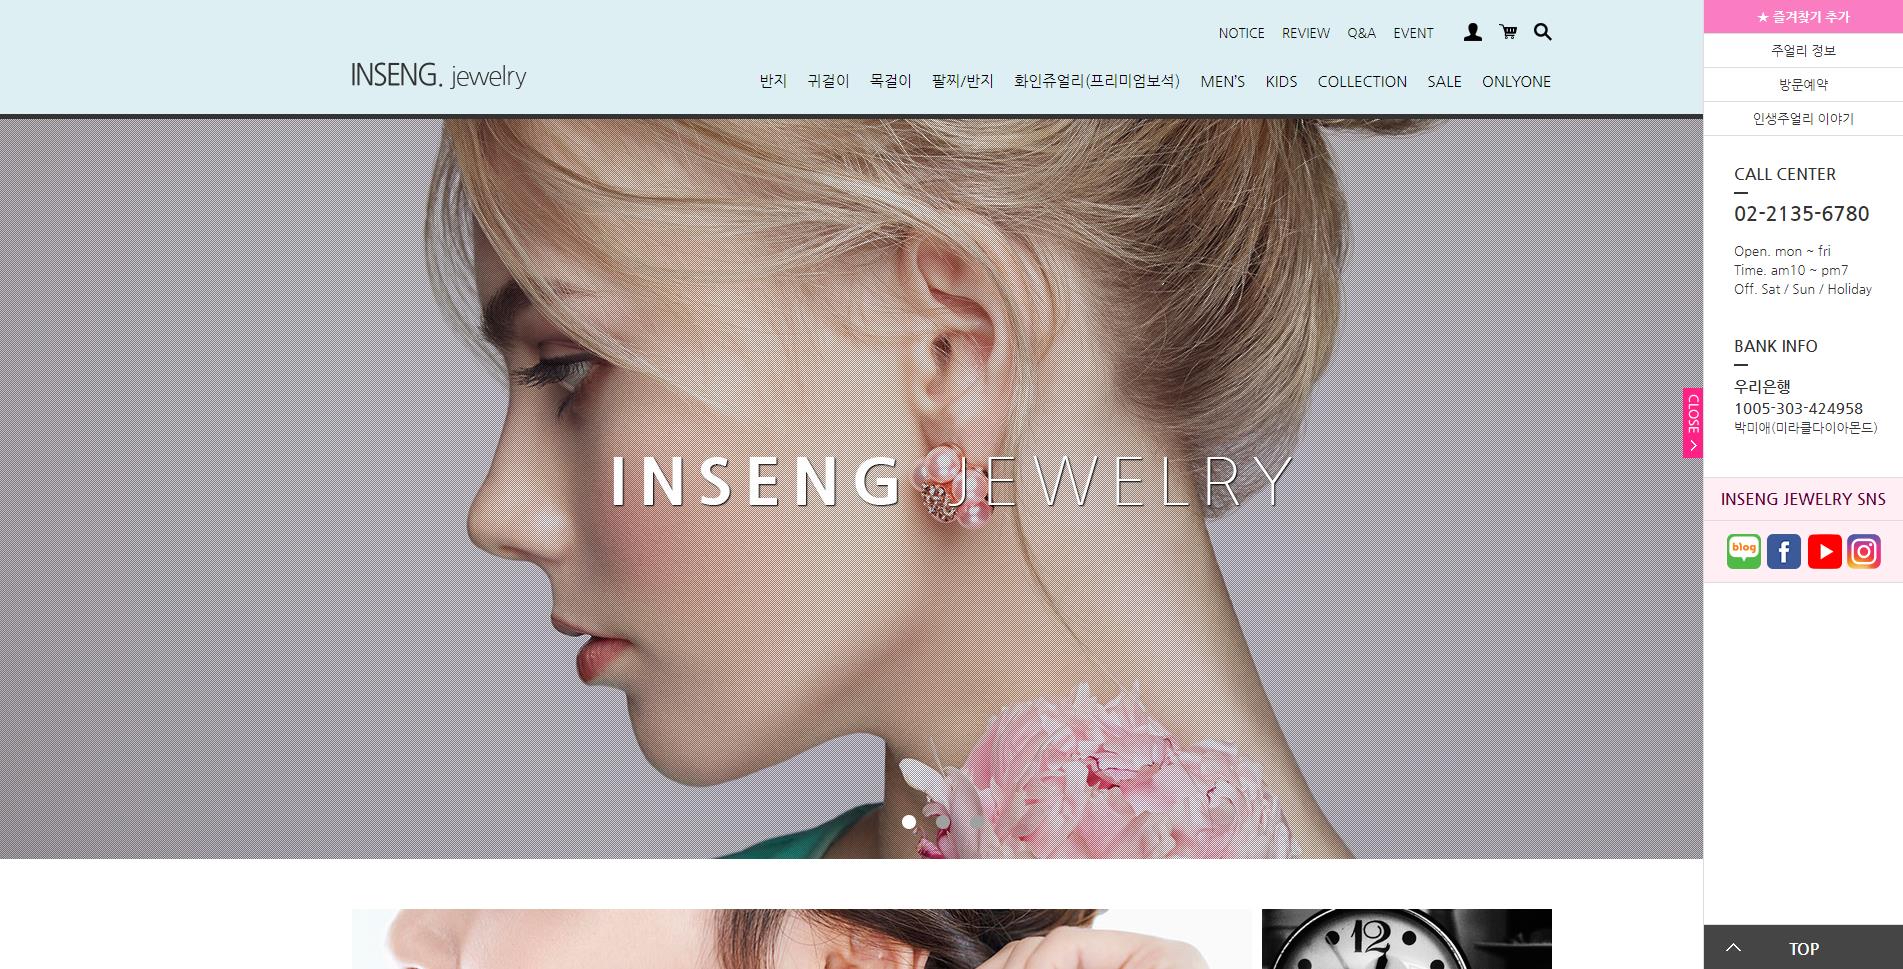 NOTICE REVIEW Q&A EVENT
INSENG. jewelry
반지 귀걸이 목걸이 팔찌/반지 화인쥬얼리(프리미엄보석) MEN'S KIDS COLLECTION SALE ONLYONE
INSENG JEWELRY
★ 즐겨찾기 추가
주얼리 정보
방문예약
인생주얼리 이야기
CALL CENTER
02-2135-6780
Open. mon ~ fri
Time. am10 ~ pm7
Off. Sat / Sun / Holiday
BANK INFO
우리은행
1005-303-424958
박미애(미라클다이아몬드)
CLOSE
INSENG JEWELRY SNS
blog
12
TOP